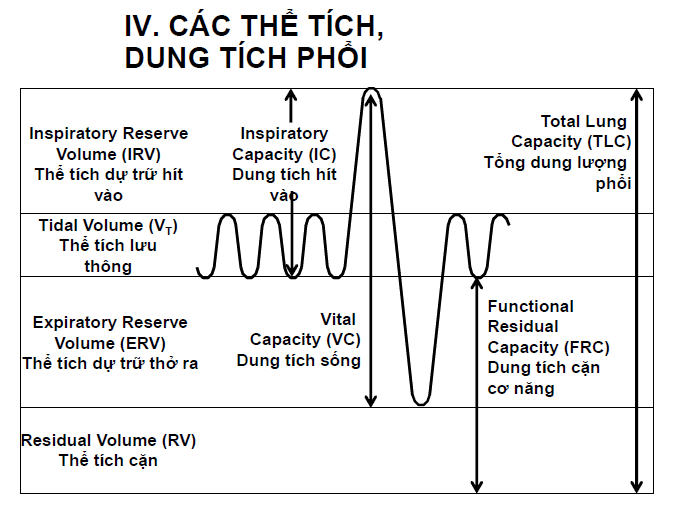 IV. CÁC THỂ TÍCH,
DUNG TÍCH PHỔI
Inspiratory Reserve
Volume (IRV)
Thể tích dự trữ hít
vào
Inspiratory
Capacity (IC)
Dung tích hít
vào
Total Lung
Capacity (TLC)
Tổng dung lượng
phổi
Tidal Volume (VT)
Thể tích lưu
thông
Expiratory Reserve
Volume (ERV)
Thể tích dự trữ thở ra
Vital
Capacity (VC)
Dung tích sống
Functional
Residual
Capacity (FRC)
Dung tích cặn
cơ năng
Residual Volume (RV)
Thể tích cặn